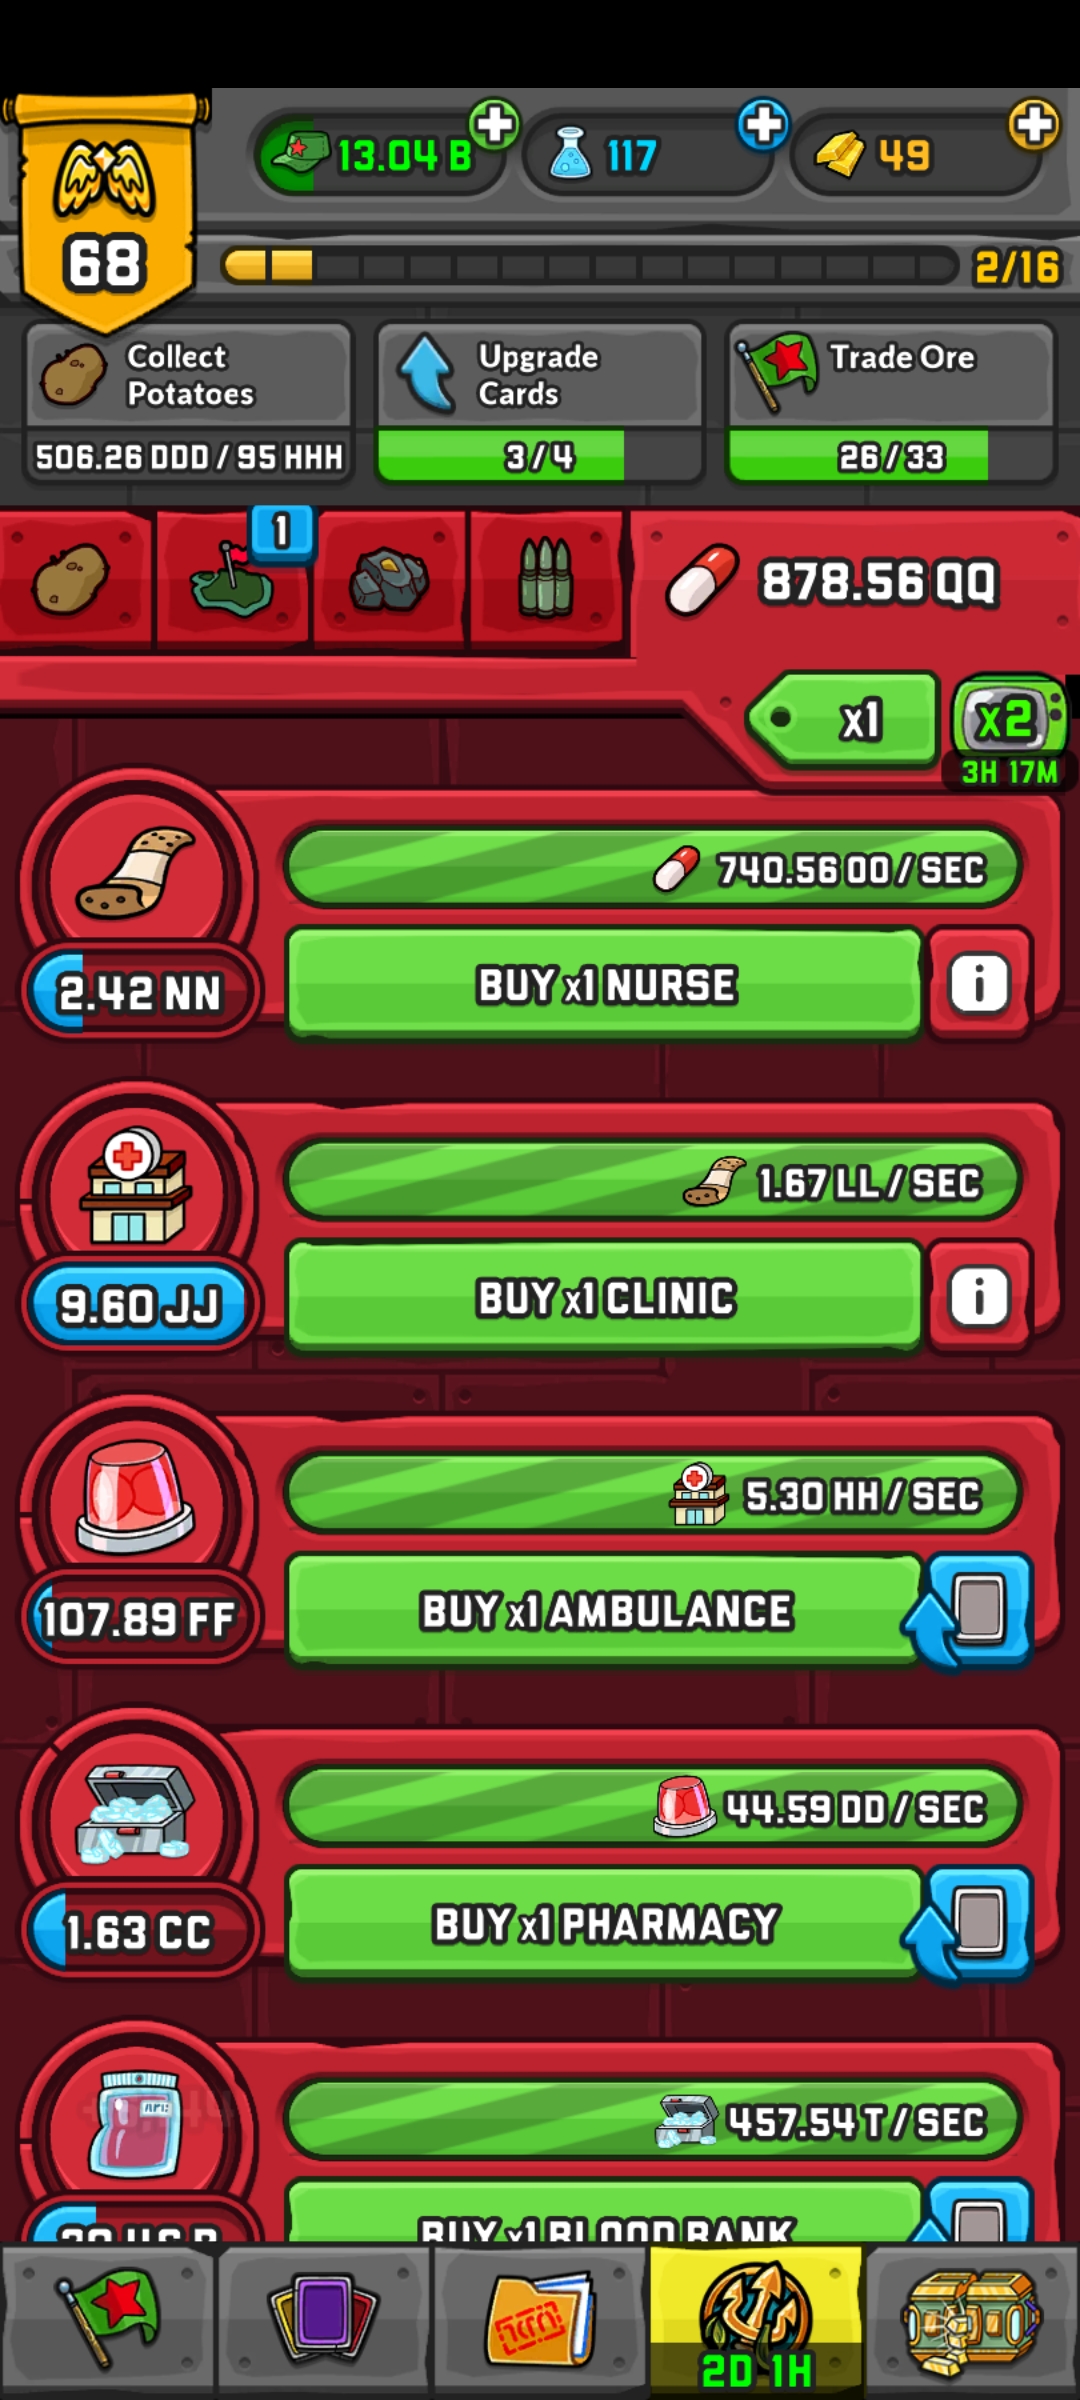 13.04 B
117
49
68
2/16
Collect
Potatoes
506.26 DDD / 95 HHH
Upgrade
Cards
3/4
Trade Ore
26/33
1
878.56 QQ
x1
x2
3H 17M
740.56 OO / SEC
2.42 NN
BUY x1 NURSE
i
1.67 LL / SEC
9.60 JJ
BUY x1 CLINIC
i
5.30 HH / SEC
107.89 FF
BUY x1 AMBULANCE
44.59 DD / SEC
1.63 CC
BUY x1 PHARMACY
457.54 T / SEC
BUY x1 BLOOD BANK
2D 1H